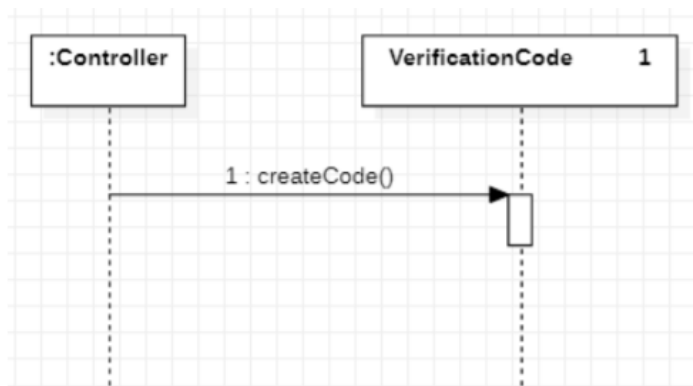 :Controller
VerificationCode 1
1 : createCode()